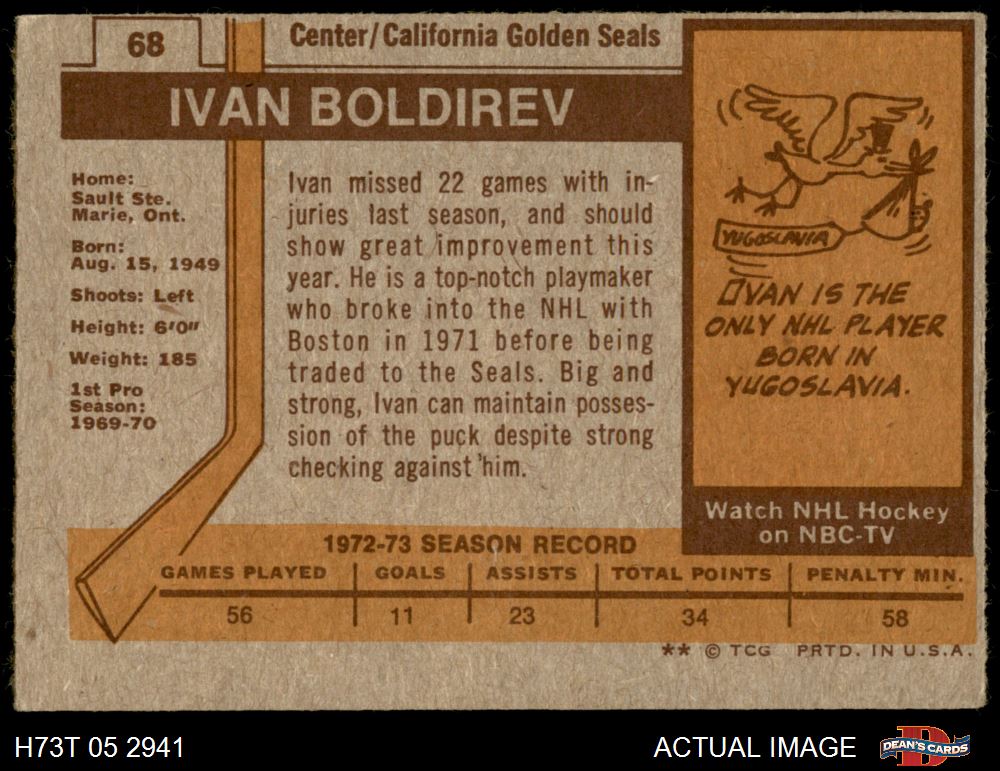 68
Center/California Golden Seals
IVAN BOLDIREV
Home:
Sault Ste.
Marie, Ont.
Born:
Aug. 15, 1949
Shoots: Left
Height: 6'0"
Weight: 185
1st Pro
Season:
1969-70
Ivan missed 22 games with in-
juries last season, and should
show great improvement this
year. He is a top-notch playmaker
who broke into the NHL with
Boston in 1971 before being
traded to the Seals. Big and
strong, Ivan can maintain posses-
sion of the puck despite strong
checking against him.
YUGOSLAVIA
IVAN IS THE
ONLY NHL PLAYER
BORN IN
YUGOSLAVIA.
Watch NHL Hockey
on NBC-TV
1972-73 SEASON RECORD
GAMES PLAYED GOALS ASSISTS TOTAL POINTS PENALTY MIN.
56 11 23 34 58
** © TCG PRTD. IN U.S.A.
H73T 05 2941
ACTUAL IMAGE
DEAN'S CARDS